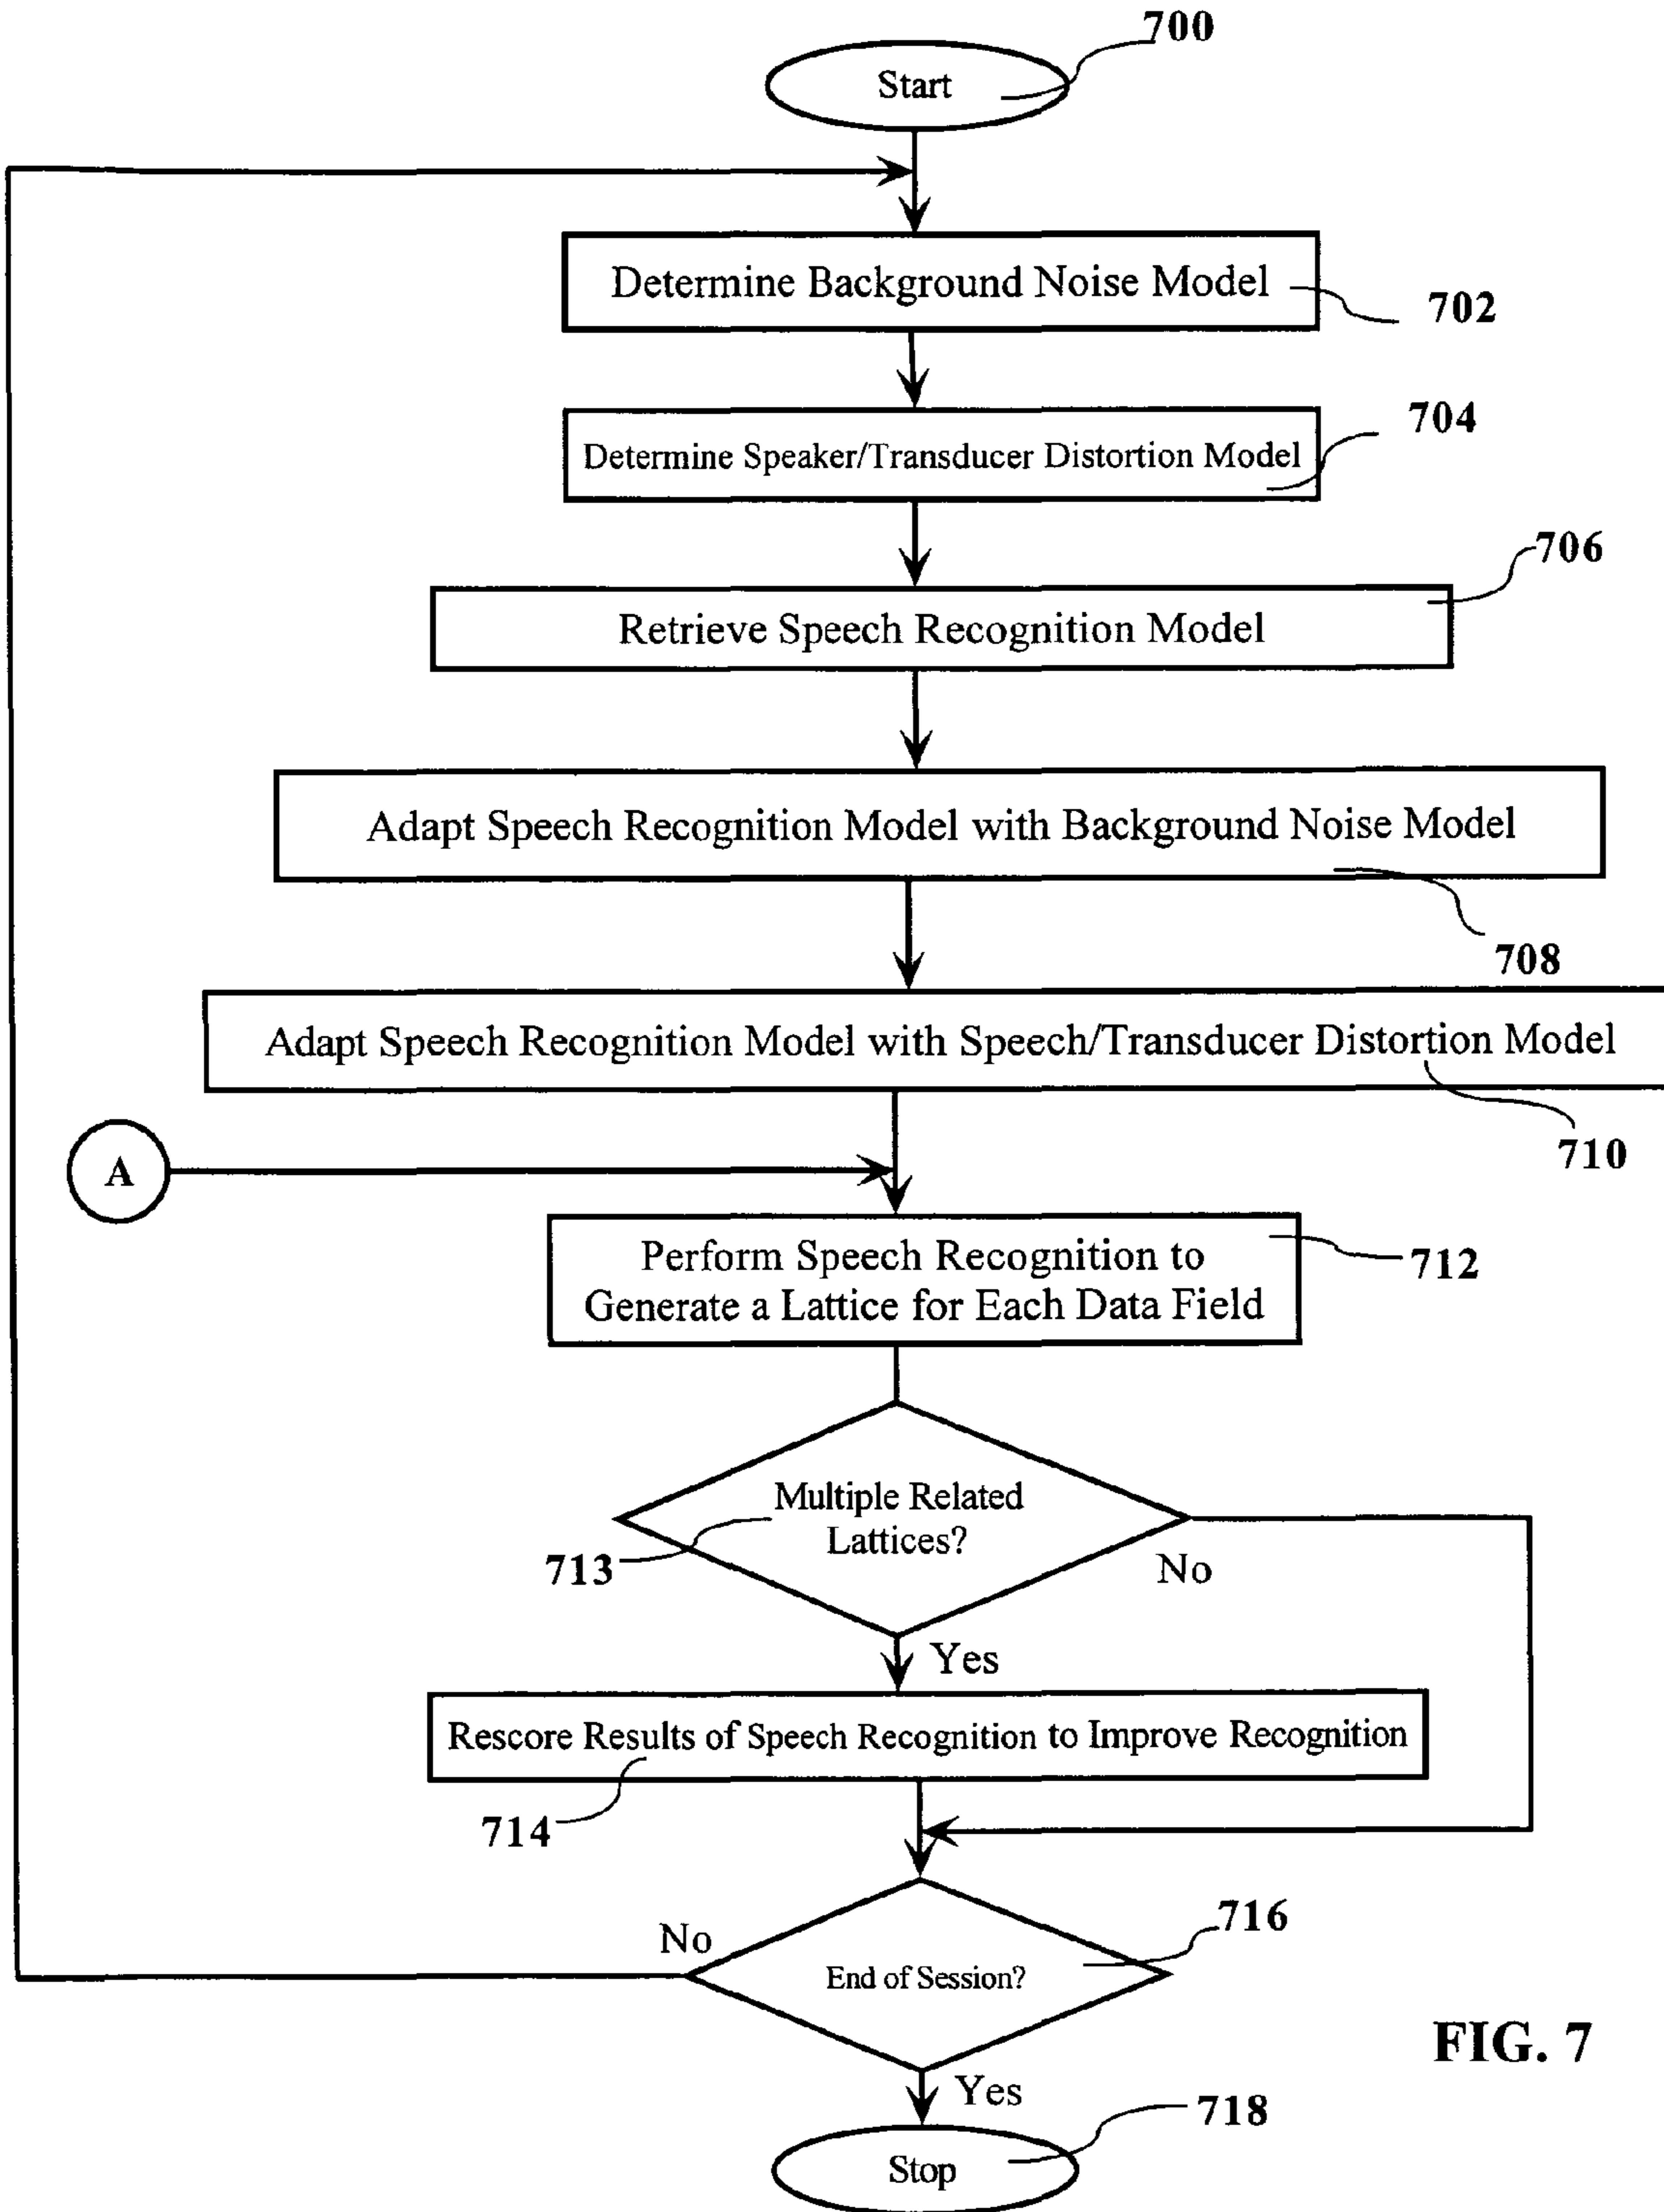 700
Start
Determine Background Noise Model
702
704
Determine Speaker/Transducer Distortion Model
706
Retrieve Speech Recognition Model
Adapt Speech Recognition Model with Background Noise Model
708
Adapt Speech Recognition Model with Speech/Transducer Distortion Model
710
A
Perform Speech Recognition to
Generate a Lattice for Each Data Field
712
Multiple Related
Lattices?
713
No
Yes
Rescore Results of Speech Recognition to Improve Recognition
714
716
No
End of Session?
FIG. 7
Yes
718
Stop